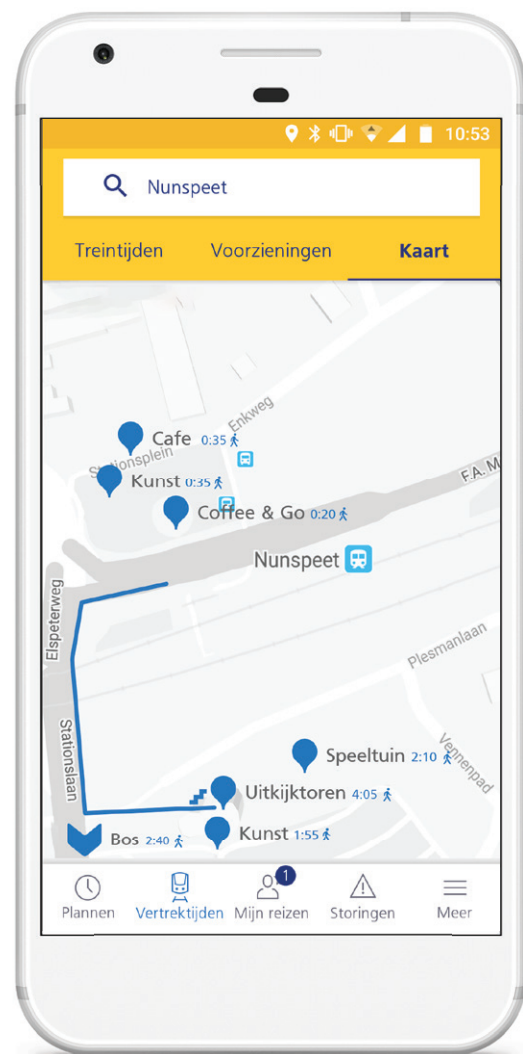 10:53
Nunspeet
Treintijden Voorzieningen Kaart
Enkweg
Cafe 0:35
Stationsplein
Kunst 0:35
F.A. M
Coffee & Go 0:20
Nunspeet
Elspeterweg
Plesmanlaan
Stationslaan
Vennenpad
Speeltuin 2:10
Uitkijktoren 4:05
Kunst 1:55
Bos 2:40
1
Plannen Vertrektijden Mijn reizen Storingen Meer